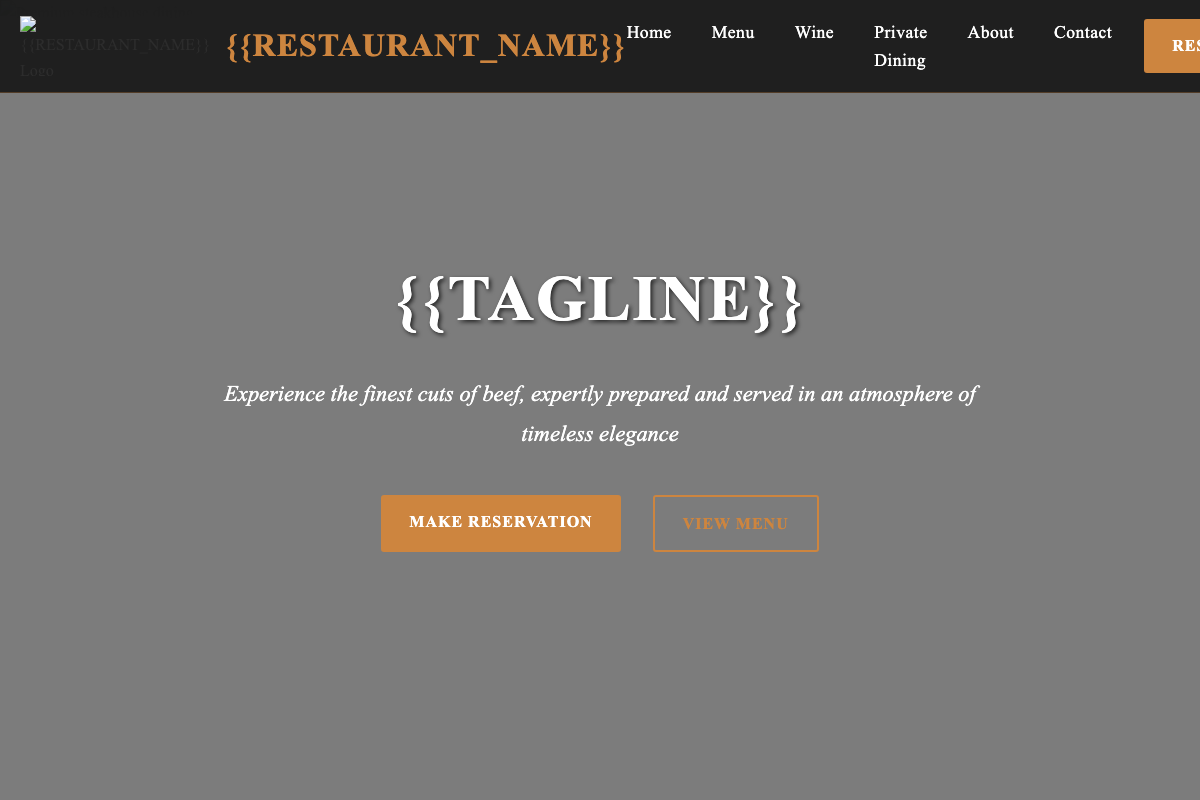 {{RESTAURANT_NAME}} Logo
{{RESTAURANT_NAME}}
Home
Menu
Wine
Private Dining
About
Contact
RES
{{TAGLINE}}
Experience the finest cuts of beef, expertly prepared and served in an atmosphere of
timeless elegance
MAKE RESERVATION
VIEW MENU